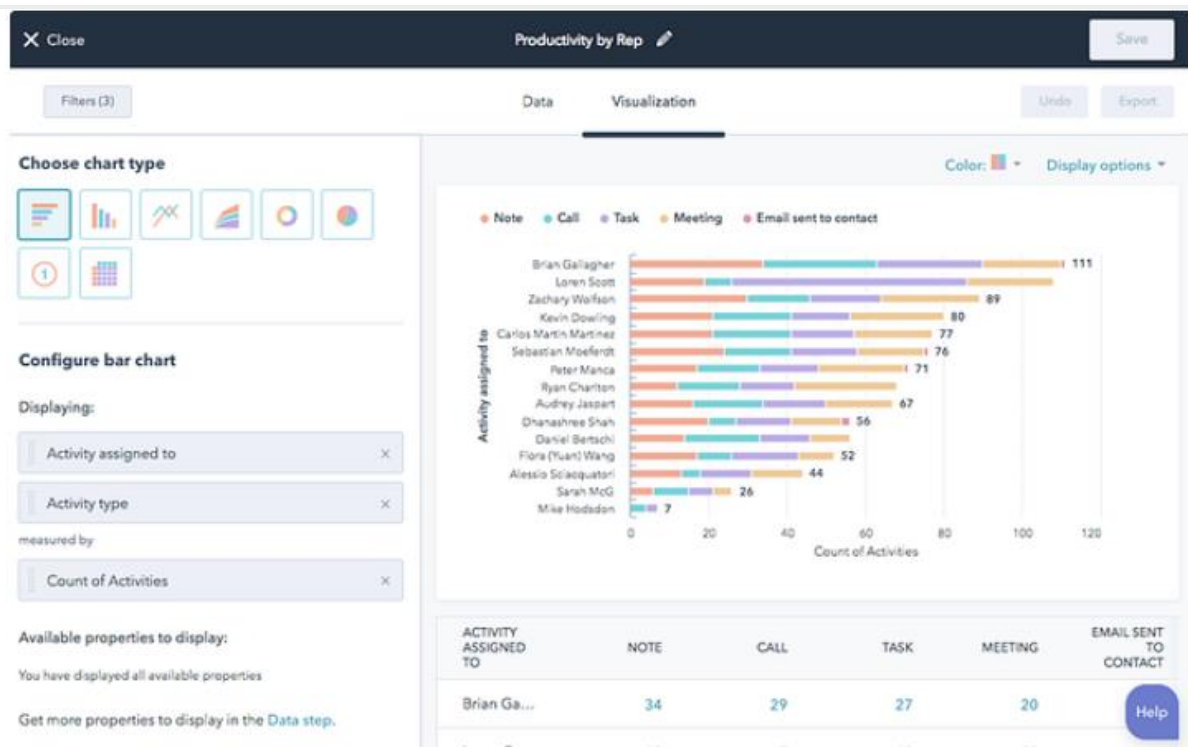 Close
Productivity by Rep
Save
Filters (3)
Data
Visualization
Undo
Export
Choose chart type
1
Configure bar chart
Displaying:
Activity assigned to
Activity type
measured by
Count of Activities
Available properties to display:
You have displayed all available properties
Get more properties to display in the Data step.
Color:
Display options
Note
Call
Task
Meeting
Email sent to contact
Activity assigned to
Brian Gallagher 111
Loren Scott
Zachary Wolfson 89
Kevin Dowling 80
Carlos Martin Martinez 77
Sebastian Moeferdt 76
Peter Manca 71
Ryan Charlton
Audrey Jaspart 67
Dhanashree Shah 56
Daniel Bertschi
Flora (Yuan) Wang 52
Alessio Sciacquatori 44
Sarah McG 26
Mike Hodsdon 7
0 20 40 60 80 100 120
Count of Activities
ACTIVITY ASSIGNED TO
NOTE
CALL
TASK
MEETING
EMAIL SENT TO CONTACT
Brian Ga... 34 29 27 20
Help